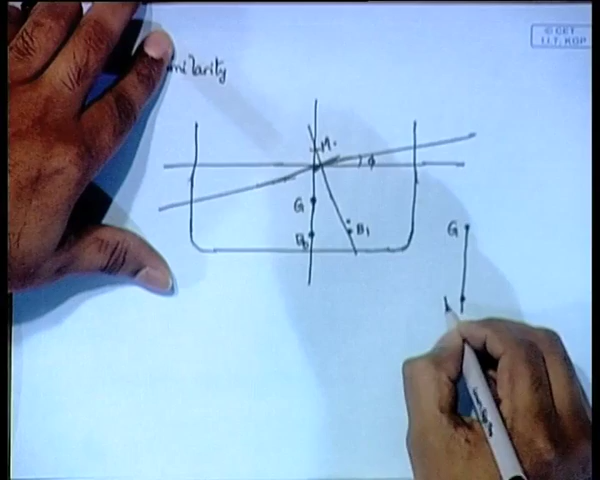 © CET
I.I.T. KGP
milarity
M.
φ
G
B₀
B₁
G